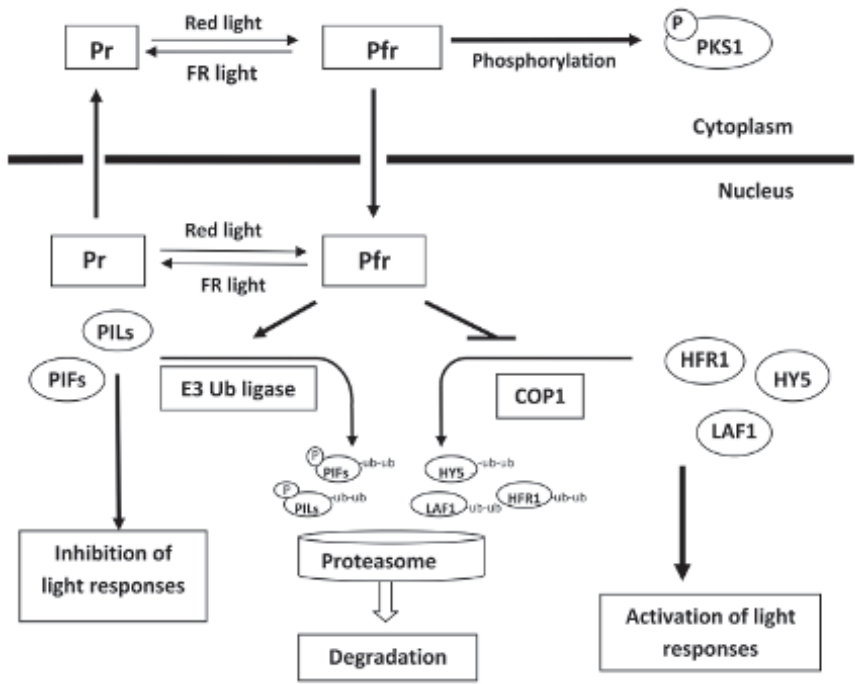 Red light
Pr
Pfr
FR light
Phosphorylation
P
PKS1
Cytoplasm
Nucleus
Red light
Pr
Pfr
FR light
PILs
PIFs
E3 Ub ligase
COP1
HFR1
HY5
LAF1
P
PIFs
-ub-ub
P
PILs
-ub-ub
HY5
-ub-ub
LAF1
-ub-ub
HFR1
-ub-ub
Proteasome
Degradation
Inhibition of
light responses
Activation of light
responses